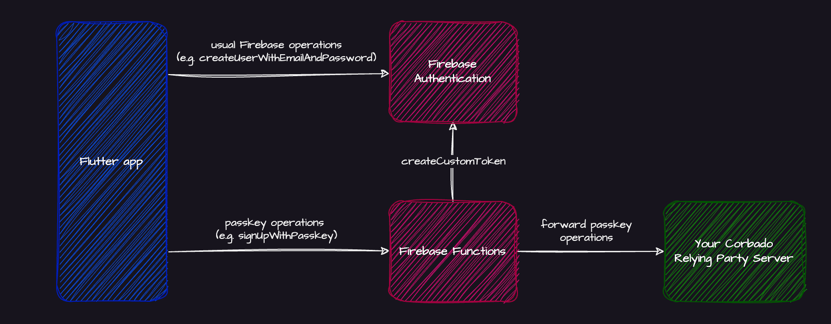 usual Firebase operations
(e.g. createUserWithEmailAndPassword)
Firebase
Authentication
Flutter app
createCustomToken
passkey operations
(e.g. signUpWithPasskey)
Firebase Functions
forward passkey
operations
Your Corbado
Relying Party Server